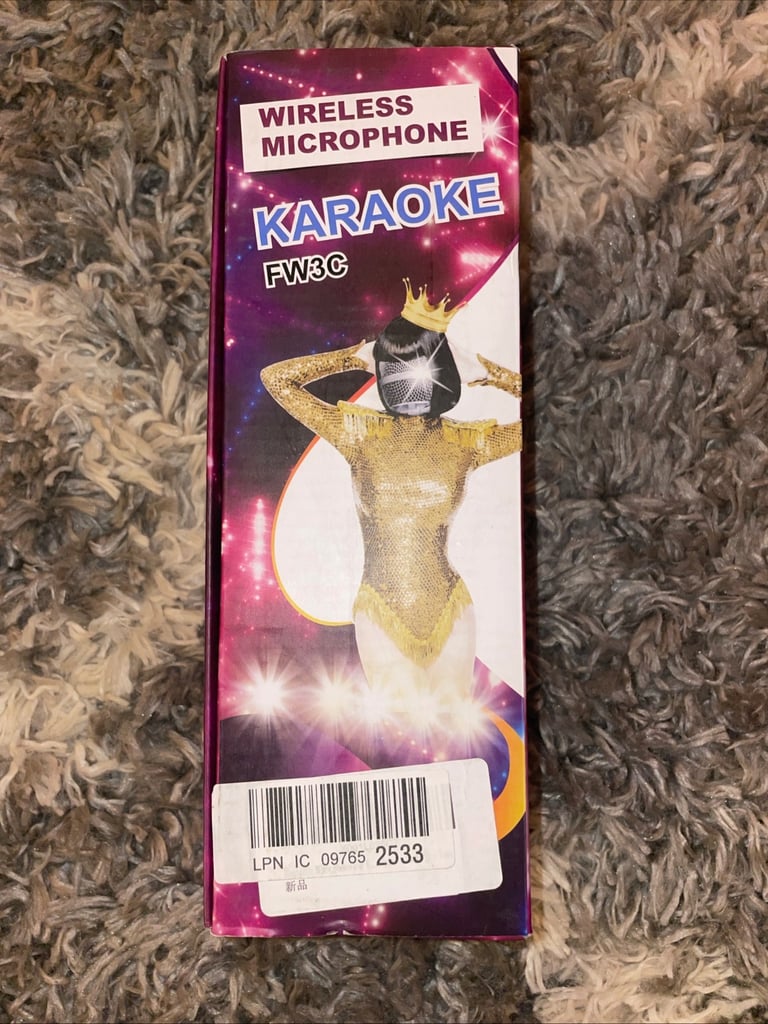 WIRELESS
MICROPHONE
KARAOKE
FW3C
LPN IC 09765 2533
新品